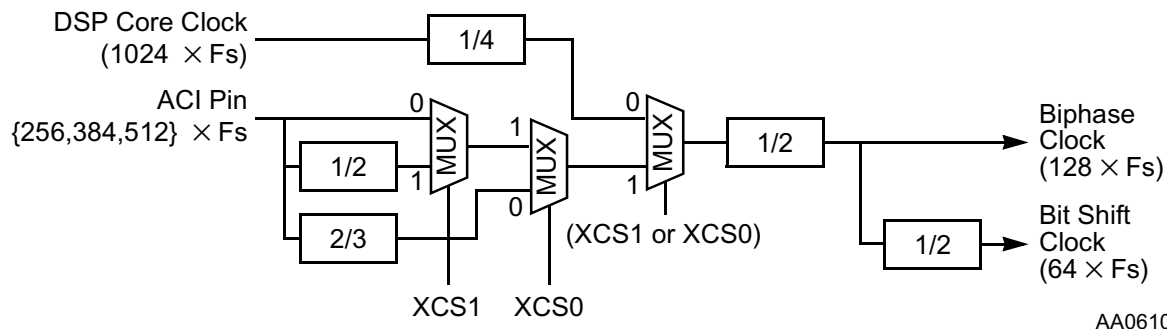 DSP Core Clock
(1024 × Fs)
1/4
ACI Pin
{256,384,512} × Fs
0
1
MUX
1/2
2/3
1
0
MUX
0
1
MUX
(XCS1 or XCS0)
1/2
Biphase
Clock
(128 × Fs)
1/2
Bit Shift
Clock
(64 × Fs)
XCS1
XCS0
AA0610